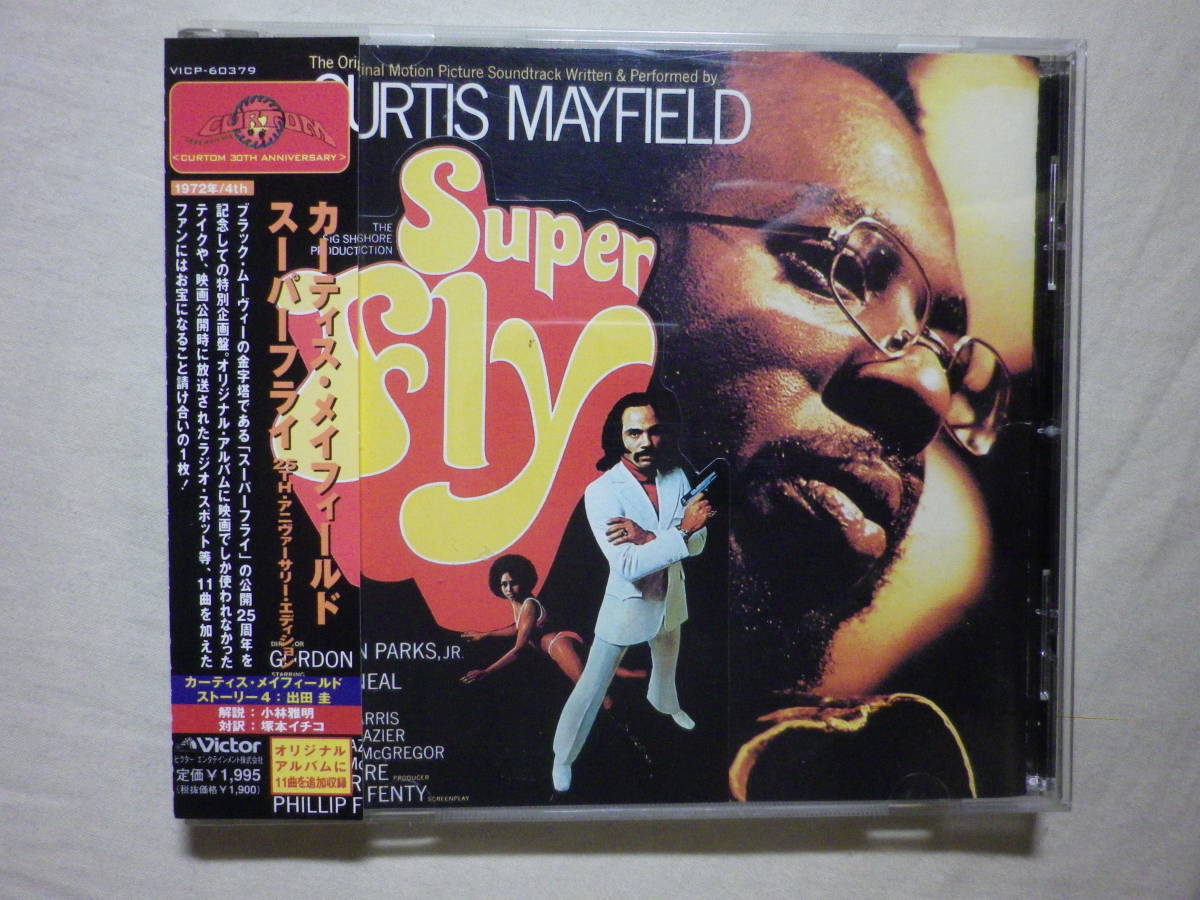 VICP-60379
CURTOM
<CURTOM 30TH ANNIVERSARY>
1972年/4th
カーティス・メイフィールド
スーパーフライ 25TH・アニヴァーサリー・エディション
ブラック・ムーヴィーの金字塔である「スーパーフライ」の公開25周年を
記念しての特別企画盤。オリジナル・アルバムに映画でしか使われなかった
テイクや、映画公開時に放送されたラジオ・スポット等、11曲を加えた
ファンにはお宝になること請け合いの1枚!
カーティス・メイフィールド
ストーリー4:出田 圭
解説:小林雅明
対訳:塚本イチコ
Victor
ビクター エンタテインメント株式会社
定価¥1,995
(税抜価格¥1,900)
オリジナル
アルバムに
11曲を追加収録
The Original Motion Picture Soundtrack Written & Performed by
CURTIS MAYFIELD
Super
fly
THE
SIG SHORE
PRODUCTION
DIRECTOR
GORDON PARKS, JR.
STARRING
NEAL
ARRIS
AZIER
McGREGOR
ORE PRODUCER
PHILLIP FENTY SCREENPLAY